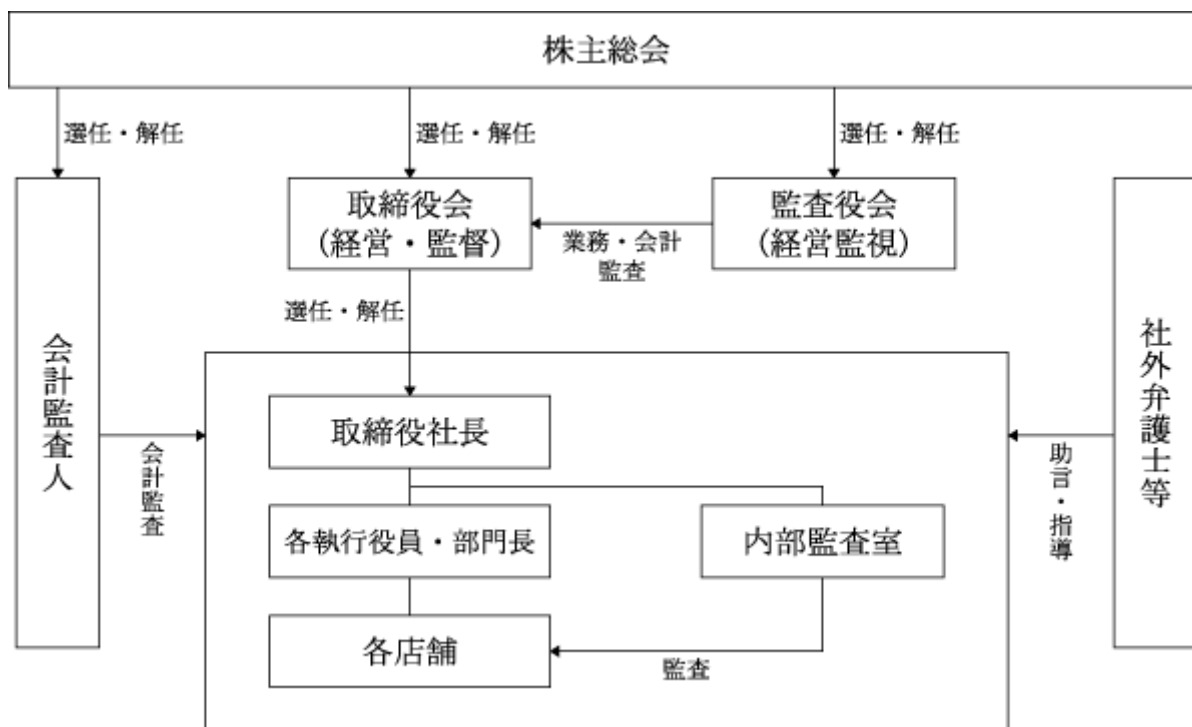 株主総会
選任・解任
選任・解任
選任・解任
取締役会
（経営・監督）
監査役会
（経営監視）
業務・会計
監査
選任・解任
会計監査人
社外弁護士等
取締役社長
会計監査
助言・指導
各執行役員・部門長
内部監査室
各店舗
監査